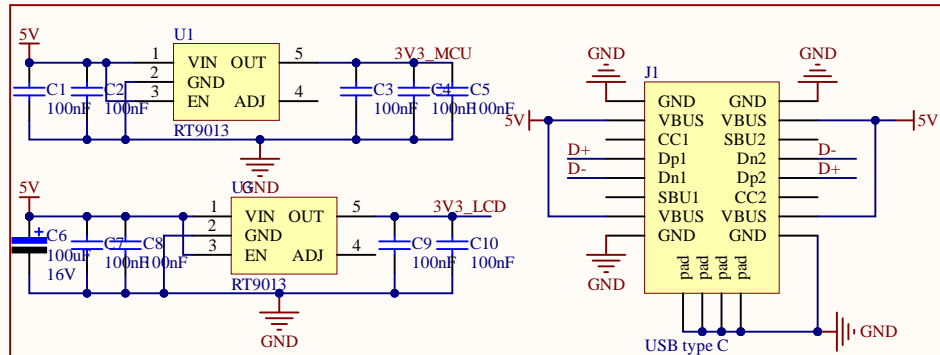 5V
U1
1 VIN OUT 5 3V3_MCU
2 GND
3 EN ADJ 4
C1
100nF
C2
100nF
C3
100nF
C4
100nF
C5
100nF
RT9013
GND
5V
U3
1 VIN OUT 5 3V3_LCD
2 GND
3 EN ADJ 4
C6
100uF
16V
C7
100nF
C8
100nF
C9
100nF
C10
100nF
RT9013
GND
GND
GND
J1
GND GND
5V VBUS VBUS 5V
CC1 SBU2
D+ Dp1 Dn2 D-
D- Dn1 Dp2 D+
SBU1 CC2
VBUS VBUS
GND GND
GND
pad pad pad pad
GND
USB type C